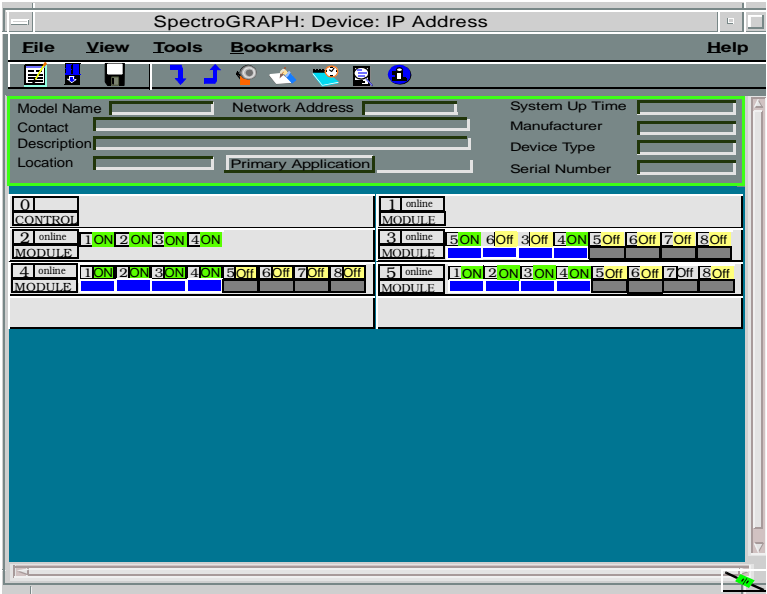 SpectroGRAPH: Device: IP Address
File View Tools Bookmarks Help
Model Name Network Address System Up Time
Contact Manufacturer
Description Device Type
Location Primary Application Serial Number
0 1 online
CONTROL MODULE
2 online 1 ON 2 ON 3 ON 4 ON 3 online 5 ON 6 Off 3 Off 4 ON 5 Off 6 Off 7 Off 8 Off
MODULE MODULE
4 online 1 ON 2 ON 3 ON 4 ON 5 Off 6 Off 7 Off 8 Off 5 online 1 ON 2 ON 3 ON 4 ON 5 Off 6 Off 7 Off 8 Off
MODULE MODULE